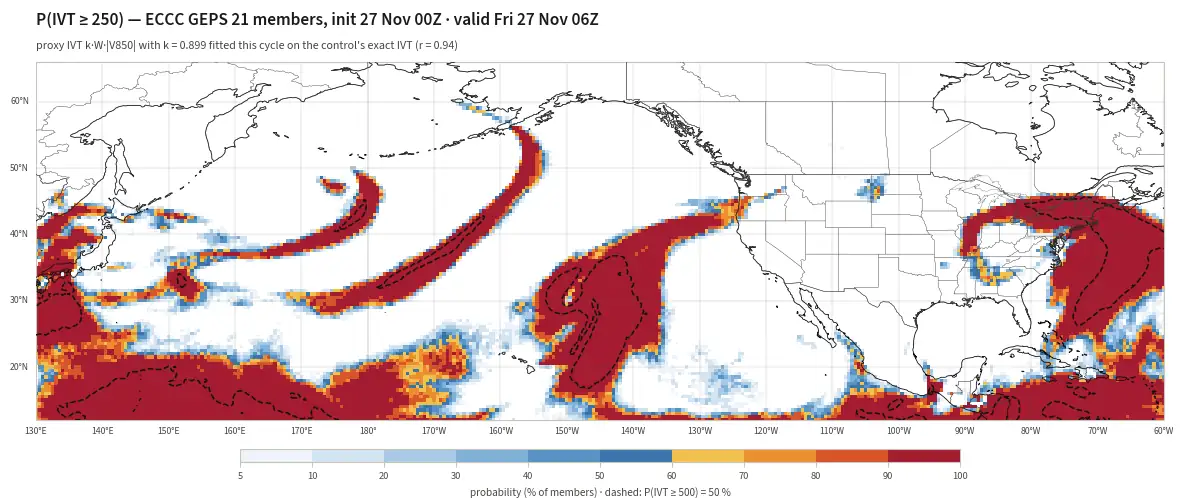 P(IVT ≥ 250) — ECCC GEPS 21 members, init 27 Nov 00Z · valid Fri 27 Nov 06Z
proxy IVT k·W·|V850| with k = 0.899 fitted this cycle on the control's exact IVT (r = 0.94)
60°N
50°N
40°N
30°N
20°N
130°E 140°E 150°E 160°E 170°E 180° 170°W 160°W 150°W 140°W 130°W 120°W 110°W 100°W 90°W 80°W 70°W 60°W
5 10 20 30 40 50 60 70 80 90 100
probability (% of members) · dashed: P(IVT ≥ 500) = 50 %